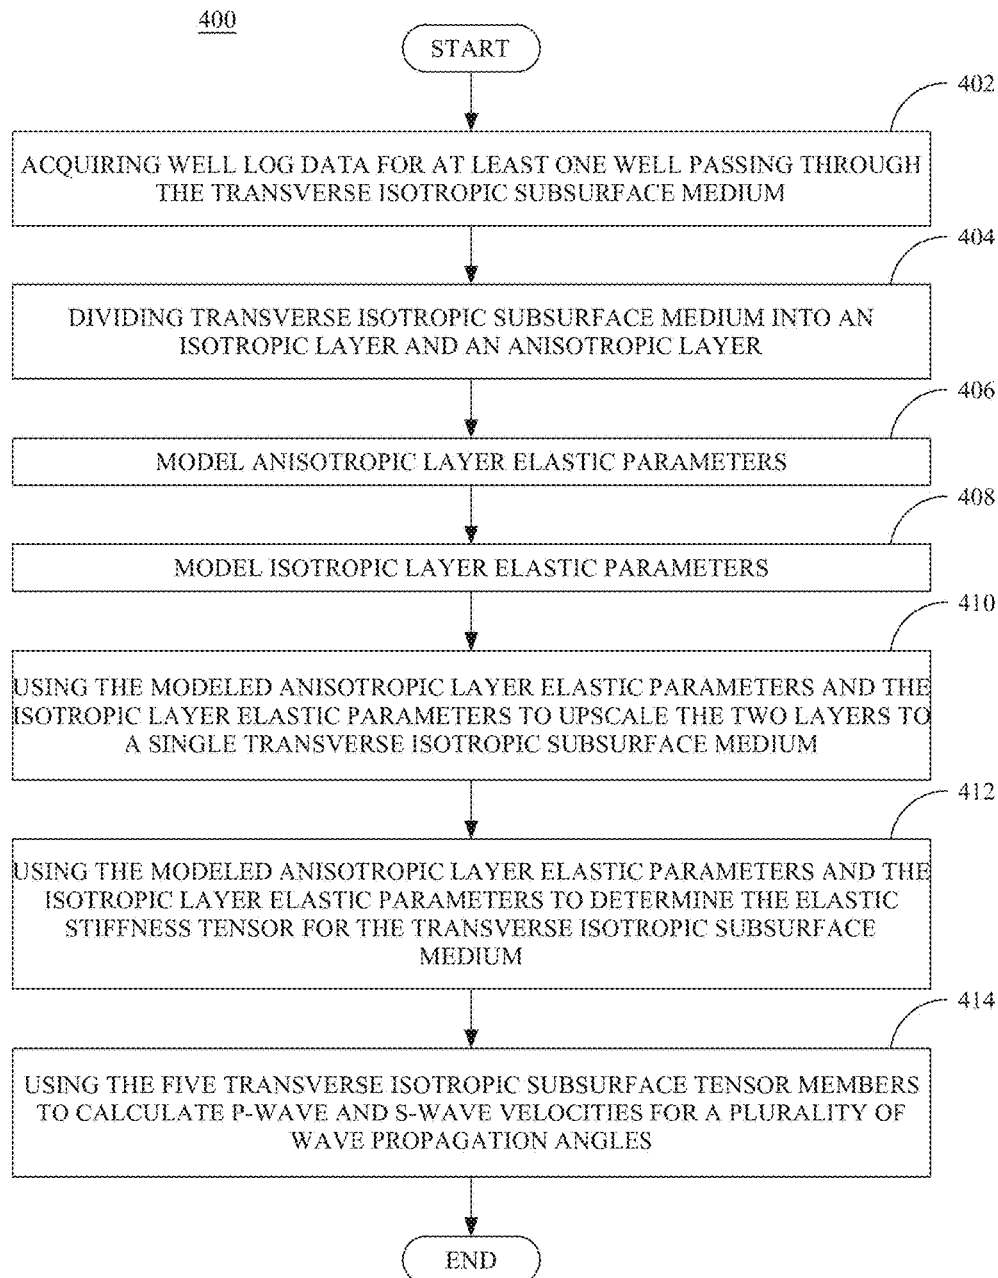 400
START
402
ACQUIRING WELL LOG DATA FOR AT LEAST ONE WELL PASSING THROUGH
THE TRANSVERSE ISOTROPIC SUBSURFACE MEDIUM
404
DIVIDING TRANSVERSE ISOTROPIC SUBSURFACE MEDIUM INTO AN
ISOTROPIC LAYER AND AN ANISOTROPIC LAYER
406
MODEL ANISOTROPIC LAYER ELASTIC PARAMETERS
408
MODEL ISOTROPIC LAYER ELASTIC PARAMETERS
410
USING THE MODELED ANISOTROPIC LAYER ELASTIC PARAMETERS AND THE
ISOTROPIC LAYER ELASTIC PARAMETERS TO UPSCALE THE TWO LAYERS TO
A SINGLE TRANSVERSE ISOTROPIC SUBSURFACE MEDIUM
412
USING THE MODELED ANISOTROPIC LAYER ELASTIC PARAMETERS AND THE
ISOTROPIC LAYER ELASTIC PARAMETERS TO DETERMINE THE ELASTIC
STIFFNESS TENSOR FOR THE TRANSVERSE ISOTROPIC SUBSURFACE
MEDIUM
414
USING THE FIVE TRANSVERSE ISOTROPIC SUBSURFACE TENSOR MEMBERS
TO CALCULATE P-WAVE AND S-WAVE VELOCITIES FOR A PLURALITY OF
WAVE PROPAGATION ANGLES
END